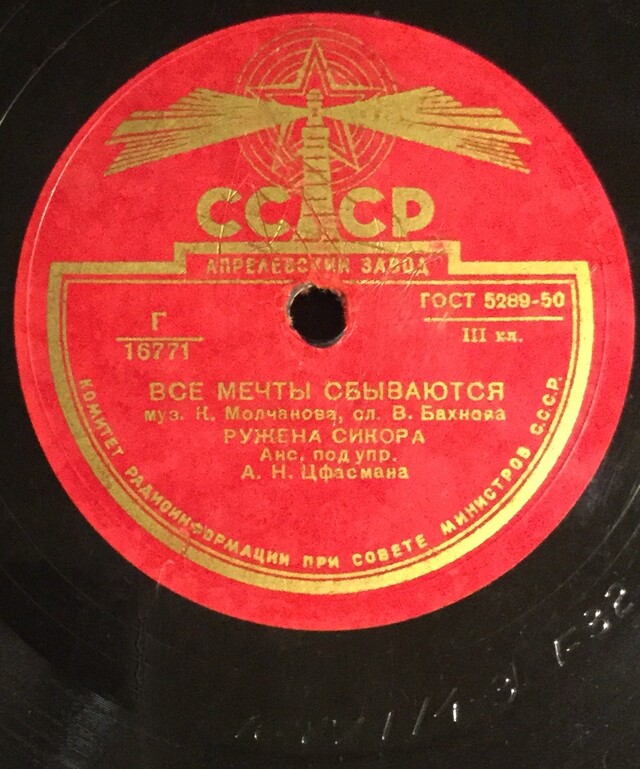 СССР
АПРЕЛЕВСКИЙ ЗАВОД
ГОСТ 5289-50
Г
16771
III кл.
ВСЕ МЕЧТЫ СБЫВАЮТСЯ
муз. К. Молчанова, сл. В. Бахнова
РУЖЕНА СИКОРА
Анс. под упр.
А. Н. Цфасмана
КОМИТЕТ РАДИОИНФОРМАЦИИ ПРИ СОВЕТЕ МИНИСТРОВ С.С.С.Р.